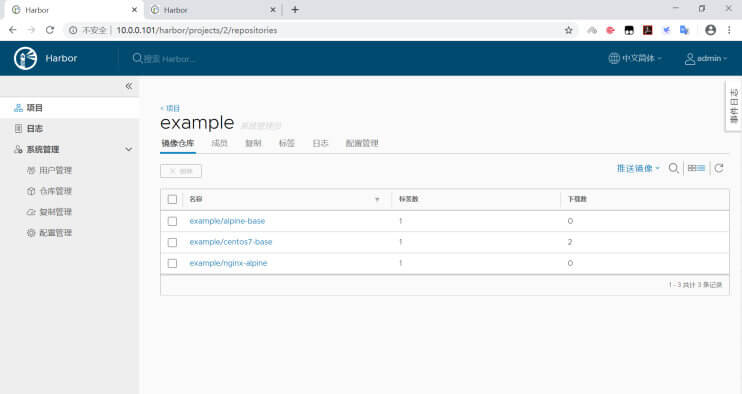 Harbor
Harbor
不安全 | 10.0.0.101/harbor/projects/2/repositories
Harbor
搜索 Harbor...
中文简体
admin
项目
日志
系统管理
用户管理
仓库管理
复制管理
配置管理
< 项目
example 系统管理员
镜像仓库 成员 复制 标签 日志 配置管理
× 删除
推送镜像
名称 标签数 下载数
example/alpine-base 1 0
example/centos7-base 1 2
example/nginx-alpine 1 0
1 - 3 共计 3 条记录
事件日志